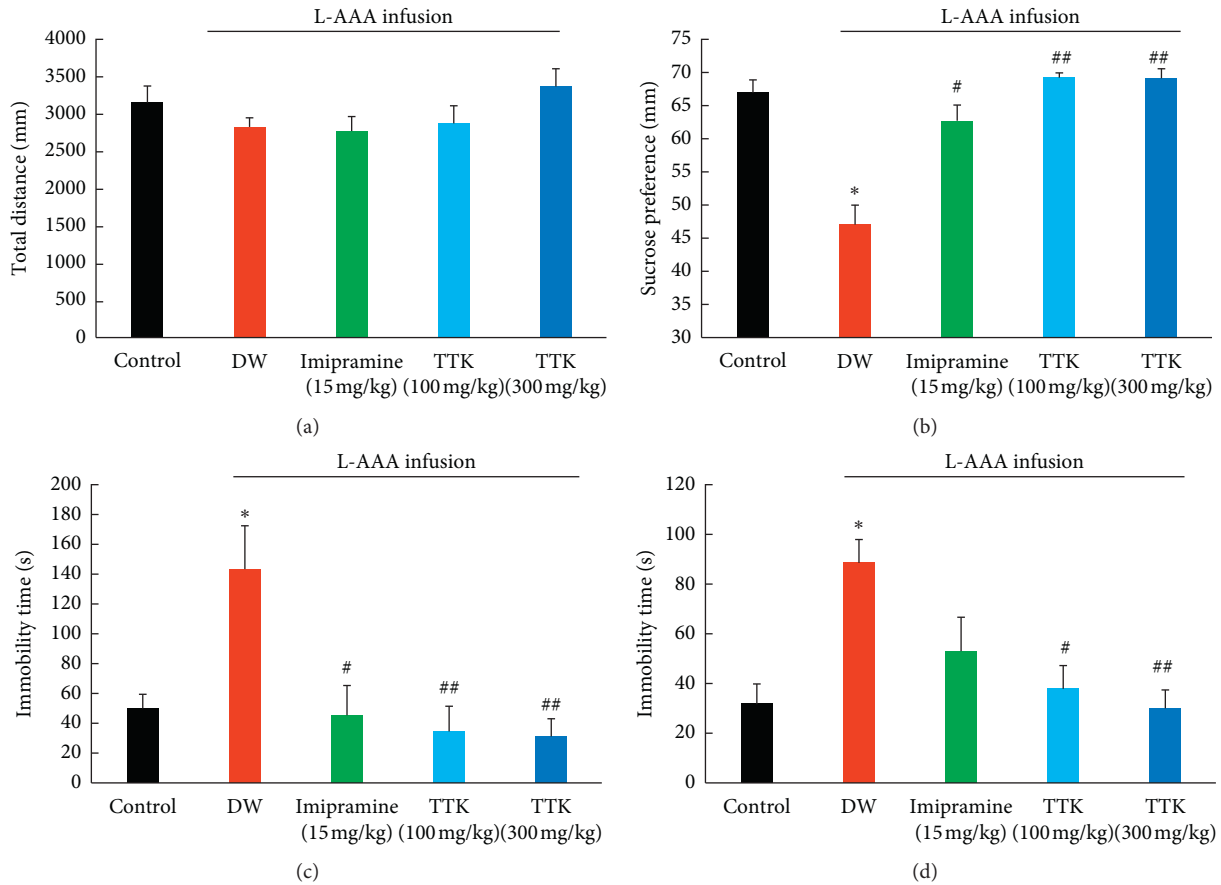 L-AAA infusion
Total distance (mm)
4000
3500
3000
2500
2000
1500
1000
500
0
Control
DW
Imipramine
(15 mg/kg)
TTK
(100 mg/kg)
TTK
(300 mg/kg)
(a)
L-AAA infusion
Sucrose preference (mm)
75
70
65
60
55
50
45
40
35
30
*
#
##
##
Control
DW
Imipramine
(15 mg/kg)
TTK
(100 mg/kg)
TTK
(300 mg/kg)
(b)
L-AAA infusion
Immobility time (s)
200
180
160
140
120
100
80
60
40
20
0
*
#
##
##
Control
DW
Imipramine
(15 mg/kg)
TTK
(100 mg/kg)
TTK
(300 mg/kg)
(c)
L-AAA infusion
Immobility time (s)
120
100
80
60
40
20
0
*
#
##
Control
DW
Imipramine
(15 mg/kg)
TTK
(100 mg/kg)
TTK
(300 mg/kg)
(d)